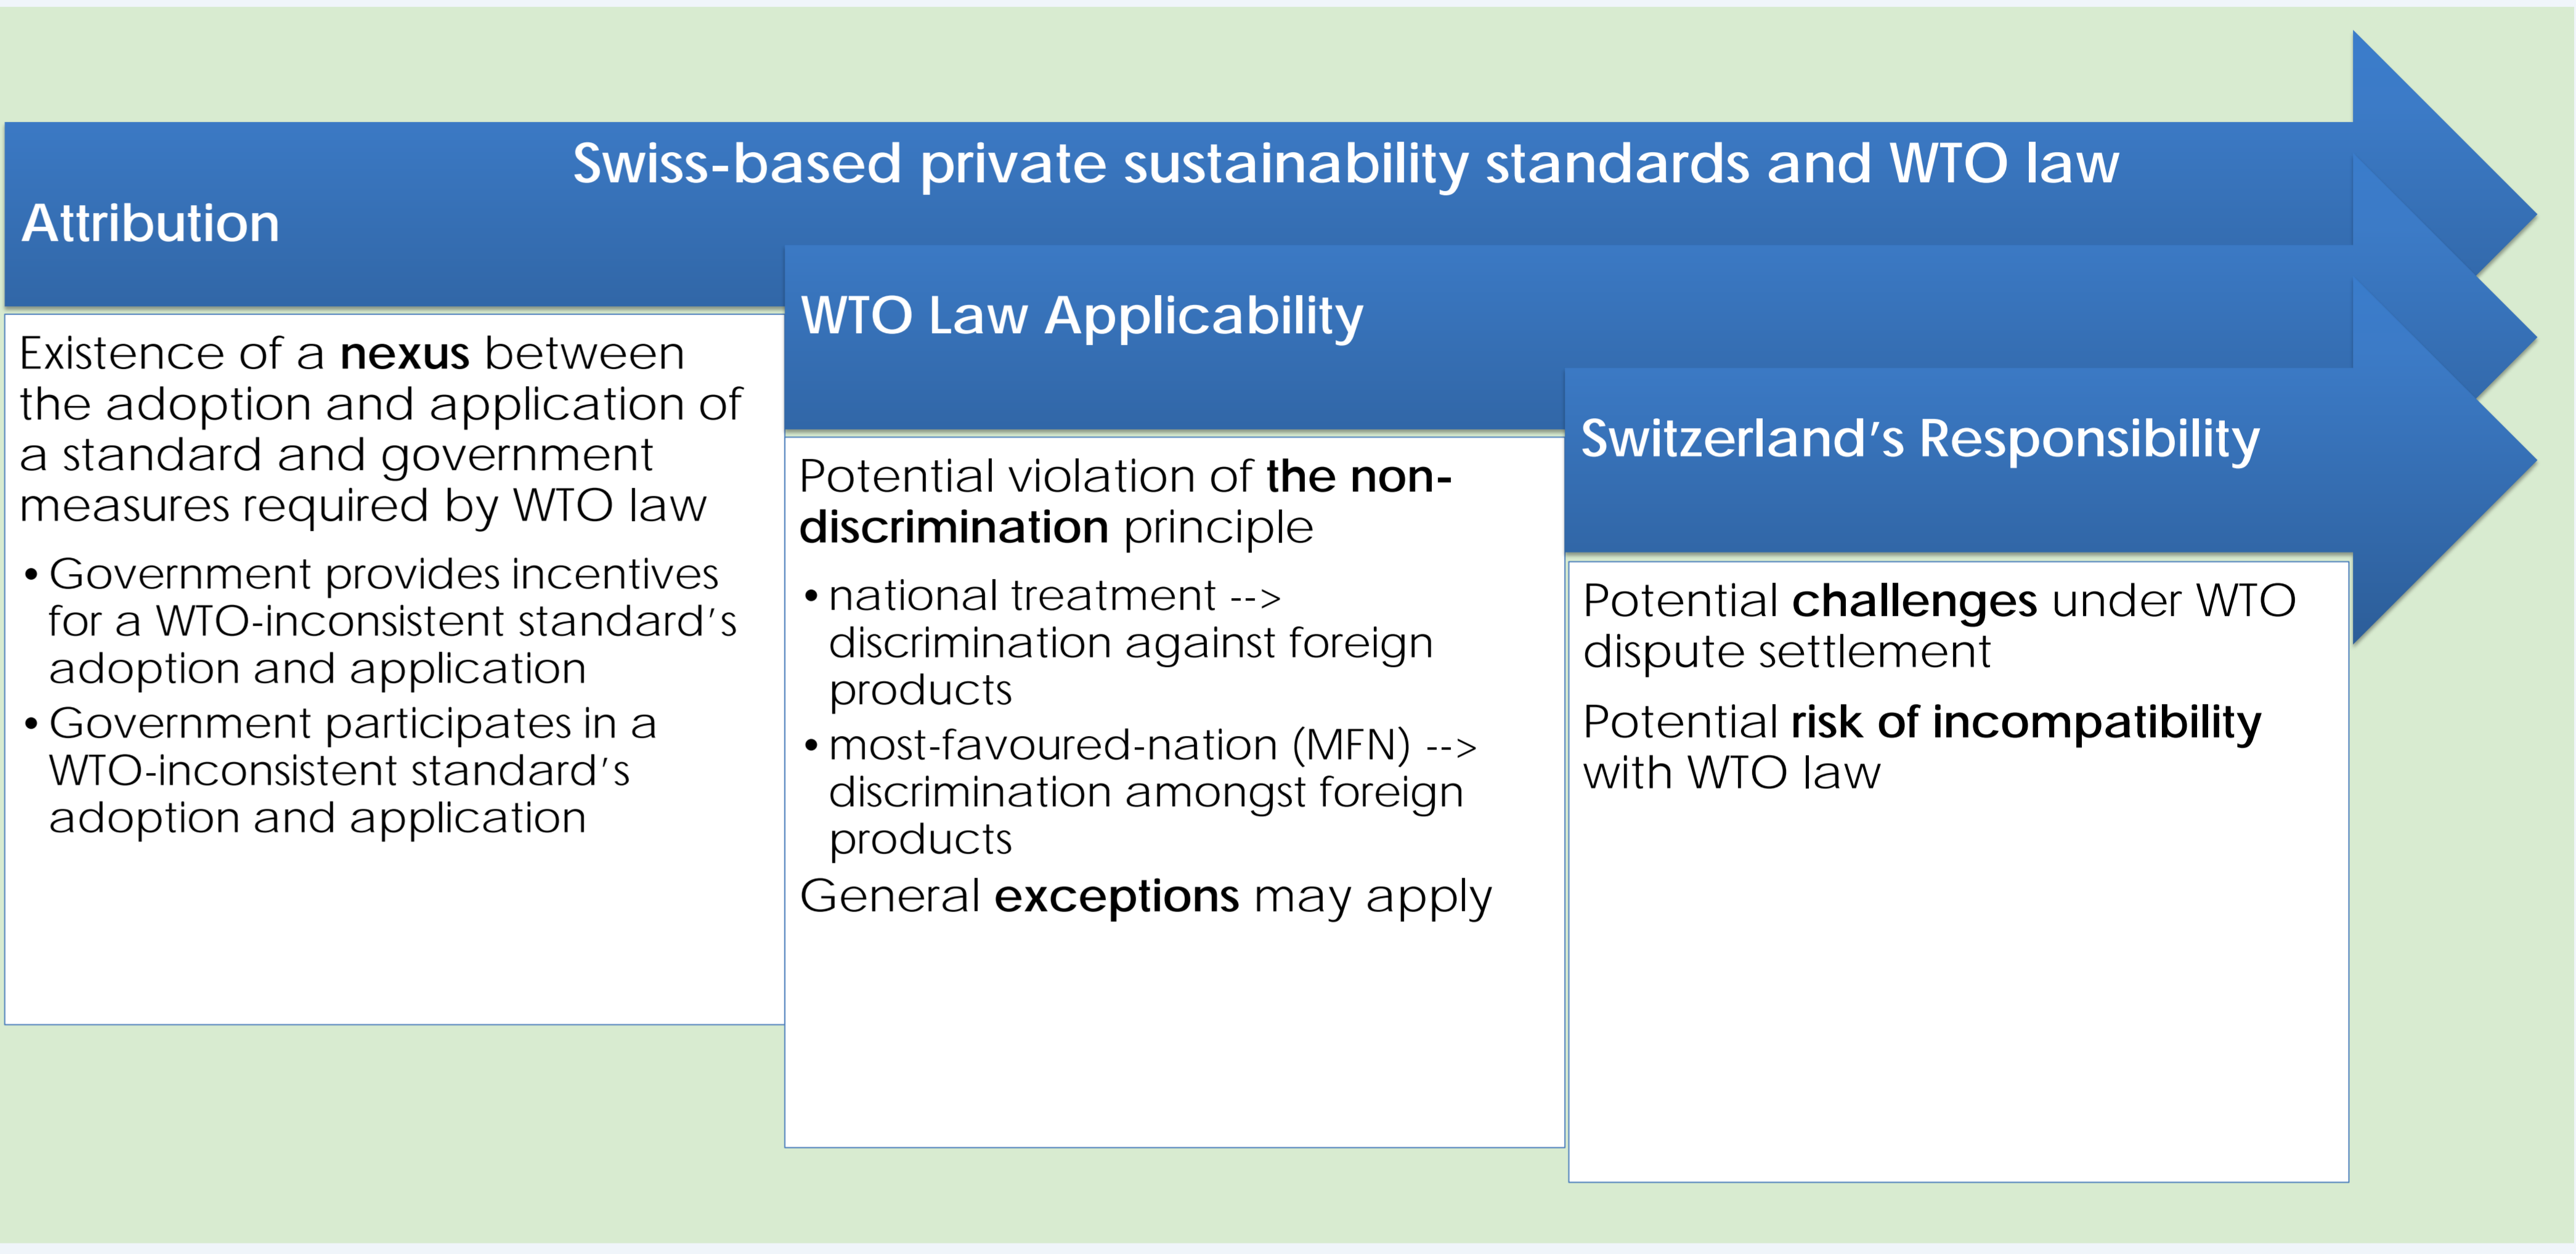 Swiss-based private sustainability standards and WTO law
Attribution
Existence of a nexus between
the adoption and application of
a standard and government
measures required by WTO law
• Government provides incentives
for a WTO-inconsistent standard’s
adoption and application
• Government participates in a
WTO-inconsistent standard’s
adoption and application
WTO Law Applicability
Potential violation of the non-
discrimination principle
• national treatment -->
discrimination against foreign
products
• most-favoured-nation (MFN) -->
discrimination amongst foreign
products
General exceptions may apply
Switzerland’s Responsibility
Potential challenges under WTO
dispute settlement
Potential risk of incompatibility
with WTO law